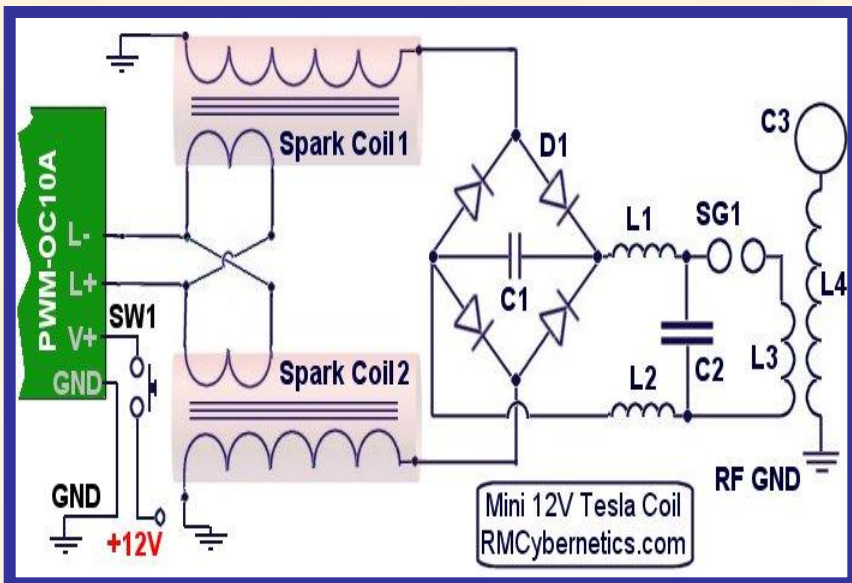 Spark Coil 1
D1
C3
PWM-OC10A
L-
L+
V+
GND
SW1
C1
L1
SG1
L4
Spark Coil 2
L2
C2
L3
GND
+12V
RF GND
Mini 12V Tesla Coil
RMCybernetics.com